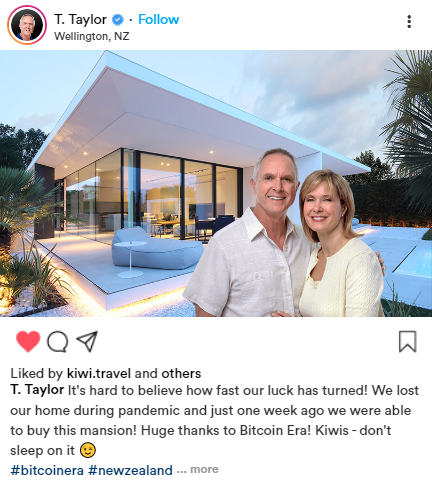 T. Taylor · Follow
Wellington, NZ
Liked by kiwi.travel and others
T. Taylor It's hard to believe how fast our luck has turned! We lost
our home during pandemic and just one week ago we were able
to buy this mansion! Huge thanks to Bitcoin Era! Kiwis - don't
sleep on it 😉
#bitcoinera #newzealand ... more